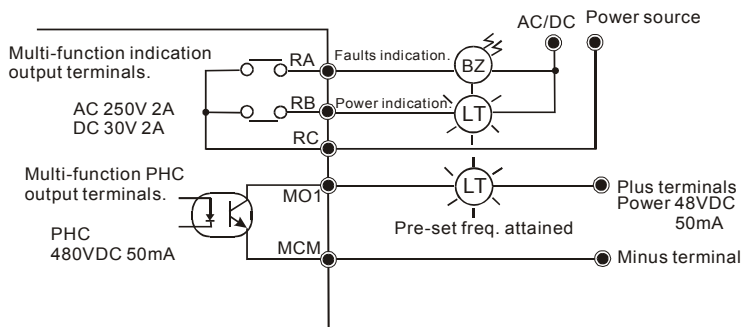 AC/DC
Power source
Multi-function indication
output terminals.
RA
Faults indication.
BZ
AC 250V 2A
DC 30V 2A
RB
Power indication.
LT
RC
Multi-function PHC
output terminals.
MO1
LT
Plus terminals
Power 48VDC
50mA
Pre-set freq. attained
PHC
480VDC 50mA
MCM
Minus terminal